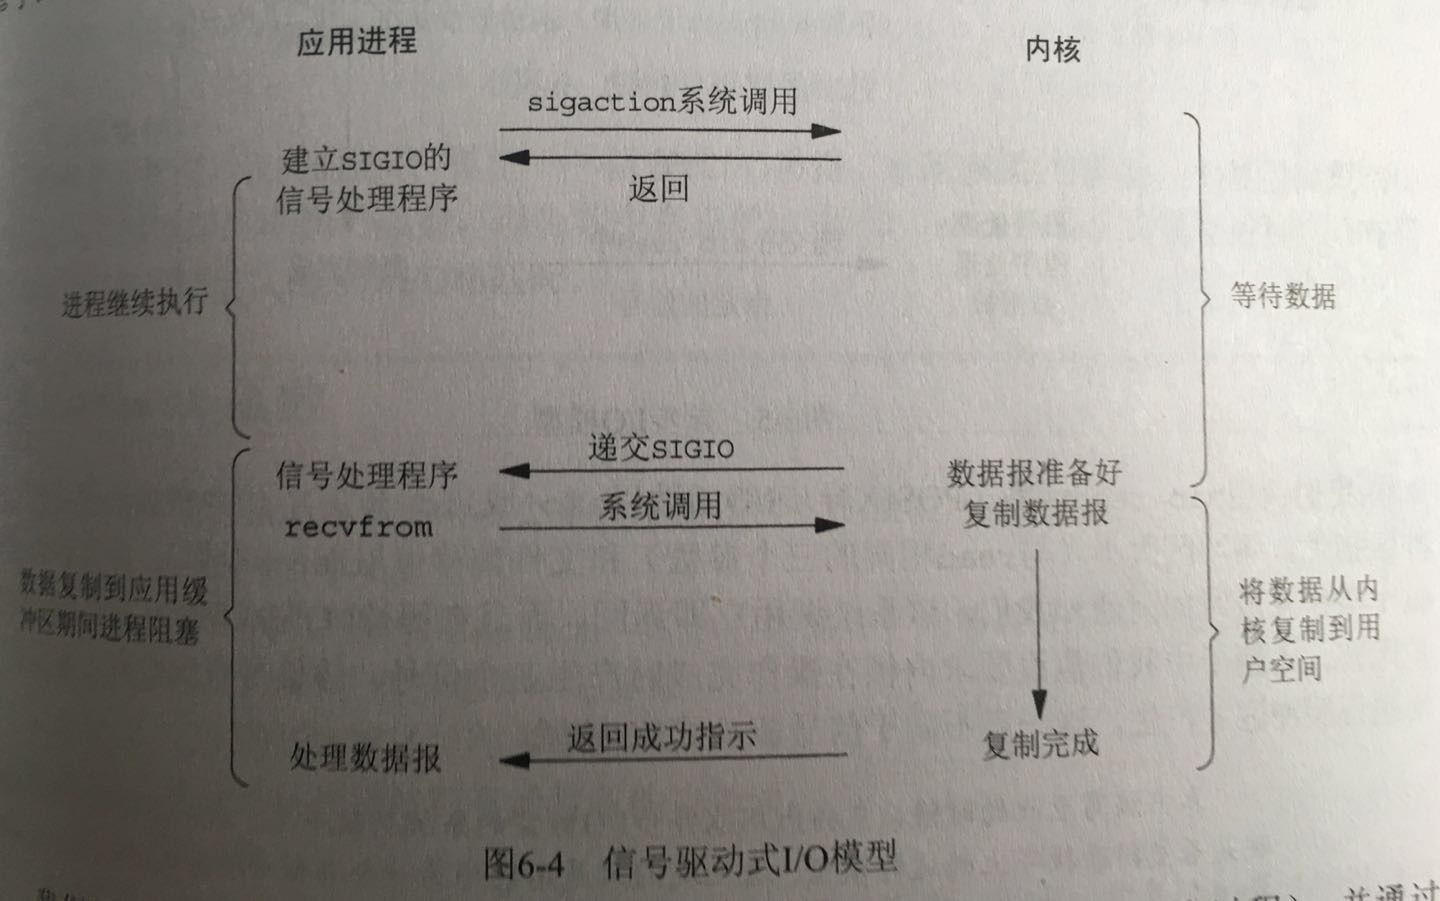 应用进程
内核
sigaction系统调用
建立SIGIO的
信号处理程序
返回
进程继续执行
等待数据
递交SIGIO
信号处理程序
数据报准备好
系统调用
recvfrom
复制数据报
数据复制到应用缓
冲区期间进程阻塞
将数据从内
核复制到用
户空间
返回成功指示
处理数据报
复制完成
图6-4 信号驱动式I/O模型
并通过